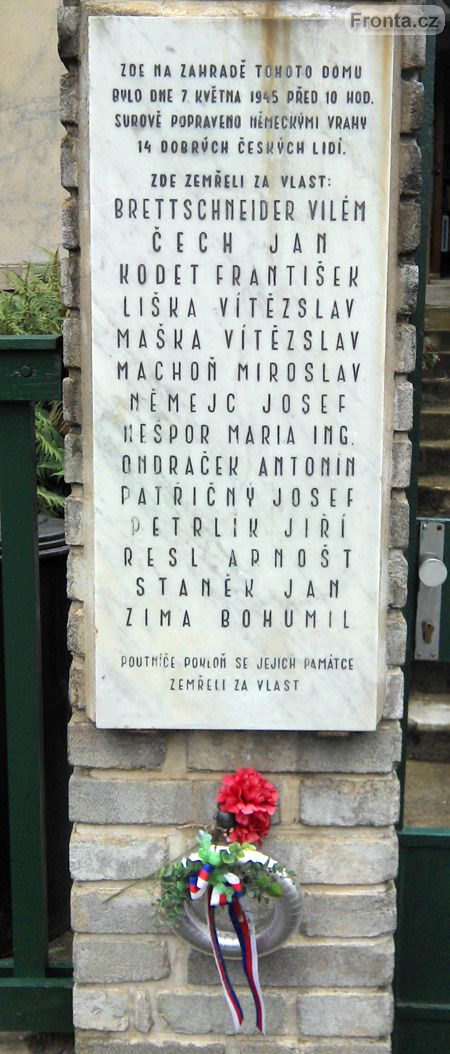 Fronta.cz
ZDE NA ZAHRADĚ TOHOTO DOMU
BYLO DNE 7. KVĚTNA 1945 PŘED 10 HOD.
SUROVĚ POPRAVENO NĚMECKÝMI VRAHY
14 DOBRÝCH ČESKÝCH LIDÍ.
ZDE ZEMŘELI ZA VLAST:
BRETTSCHNEIDER VILÉM
ČECH JAN
KODET FRANTIŠEK
LIŠKA VÍTĚZSLAV
MAŠKA VÍTĚZSLAV
MACHOŇ MIROSLAV
NĚMEJC JOSEF
NEŠPOR MARIA ING.
ONDRAČEK ANTONÍN
PATŘIČNÝ JOSEF
PETRLÍK JIŘÍ
RESL ARNOŠT
STANĚK JAN
ZIMA BOHUMIL
POUTNÍČE POKLOŇ SE JEJICH PAMÁTCE
ZEMŘELI ZA VLAST